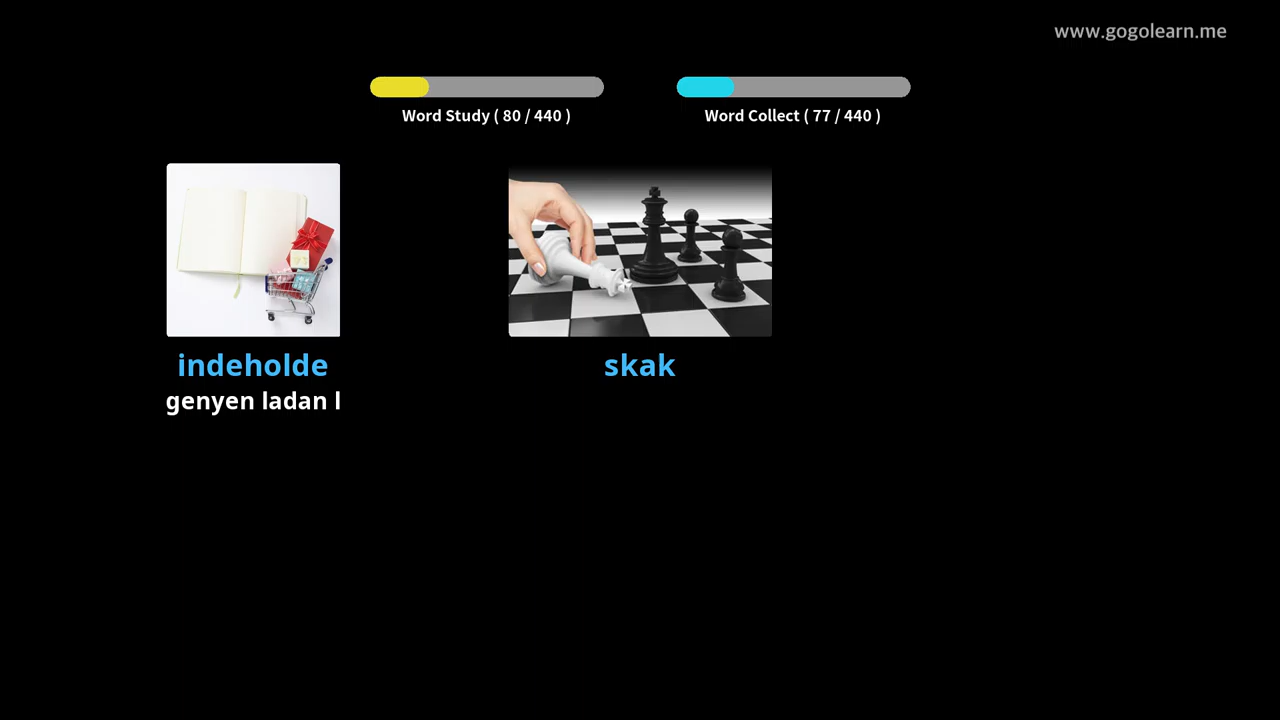 www.gogolearn.me
Word Study ( 80 / 440 )
Word Collect ( 77 / 440 )
indeholde
genyen ladan l
skak